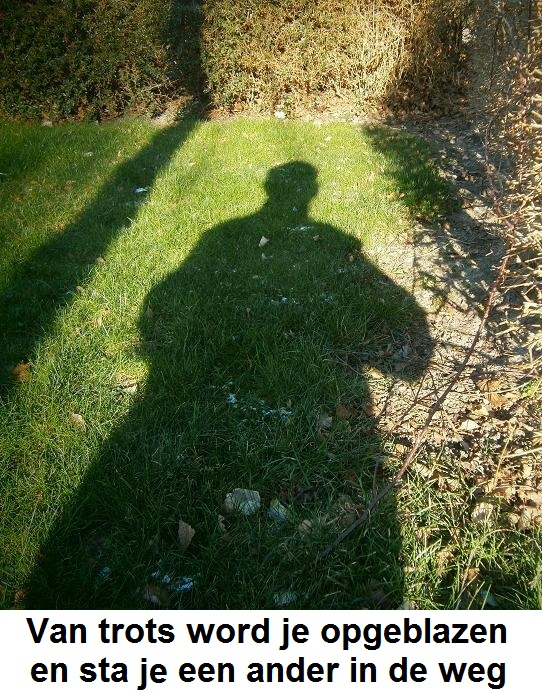 Van trots word je opgeblazen
en sta je een ander in de weg